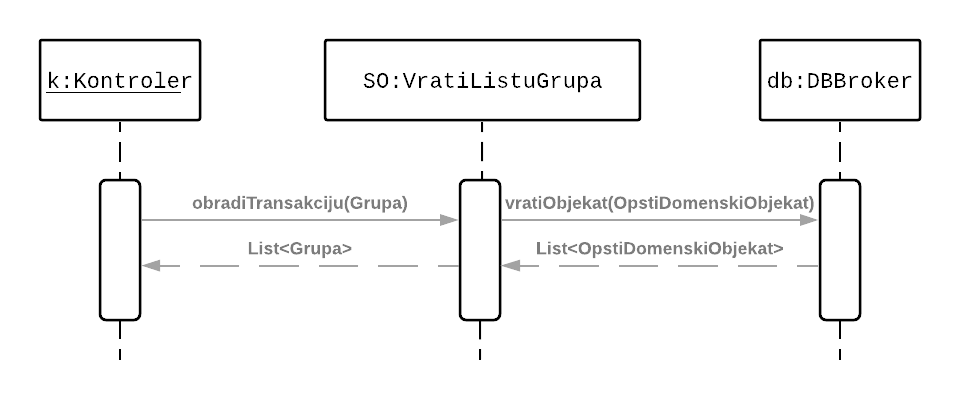 k:Kontroler
SO:VratiListuGrupa
db:DBBroker
obradiTransakciju(Grupa)
vratiObjekat(OpstiDomenskiObjekat)
List<Grupa>
List<OpstiDomenskiObjekat>